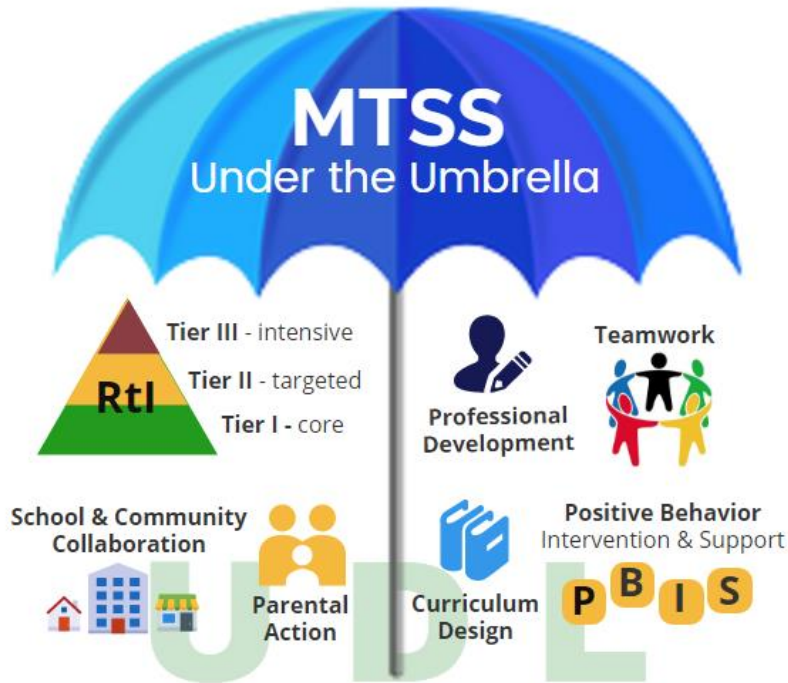 MTSS
Under the Umbrella
RtI
Tier III - intensive
Tier II - targeted
Tier I - core
Professional
Development
Teamwork
School & Community
Collaboration
Parental
Action
Curriculum
Design
Positive Behavior
Intervention & Support
P B I S
UDL